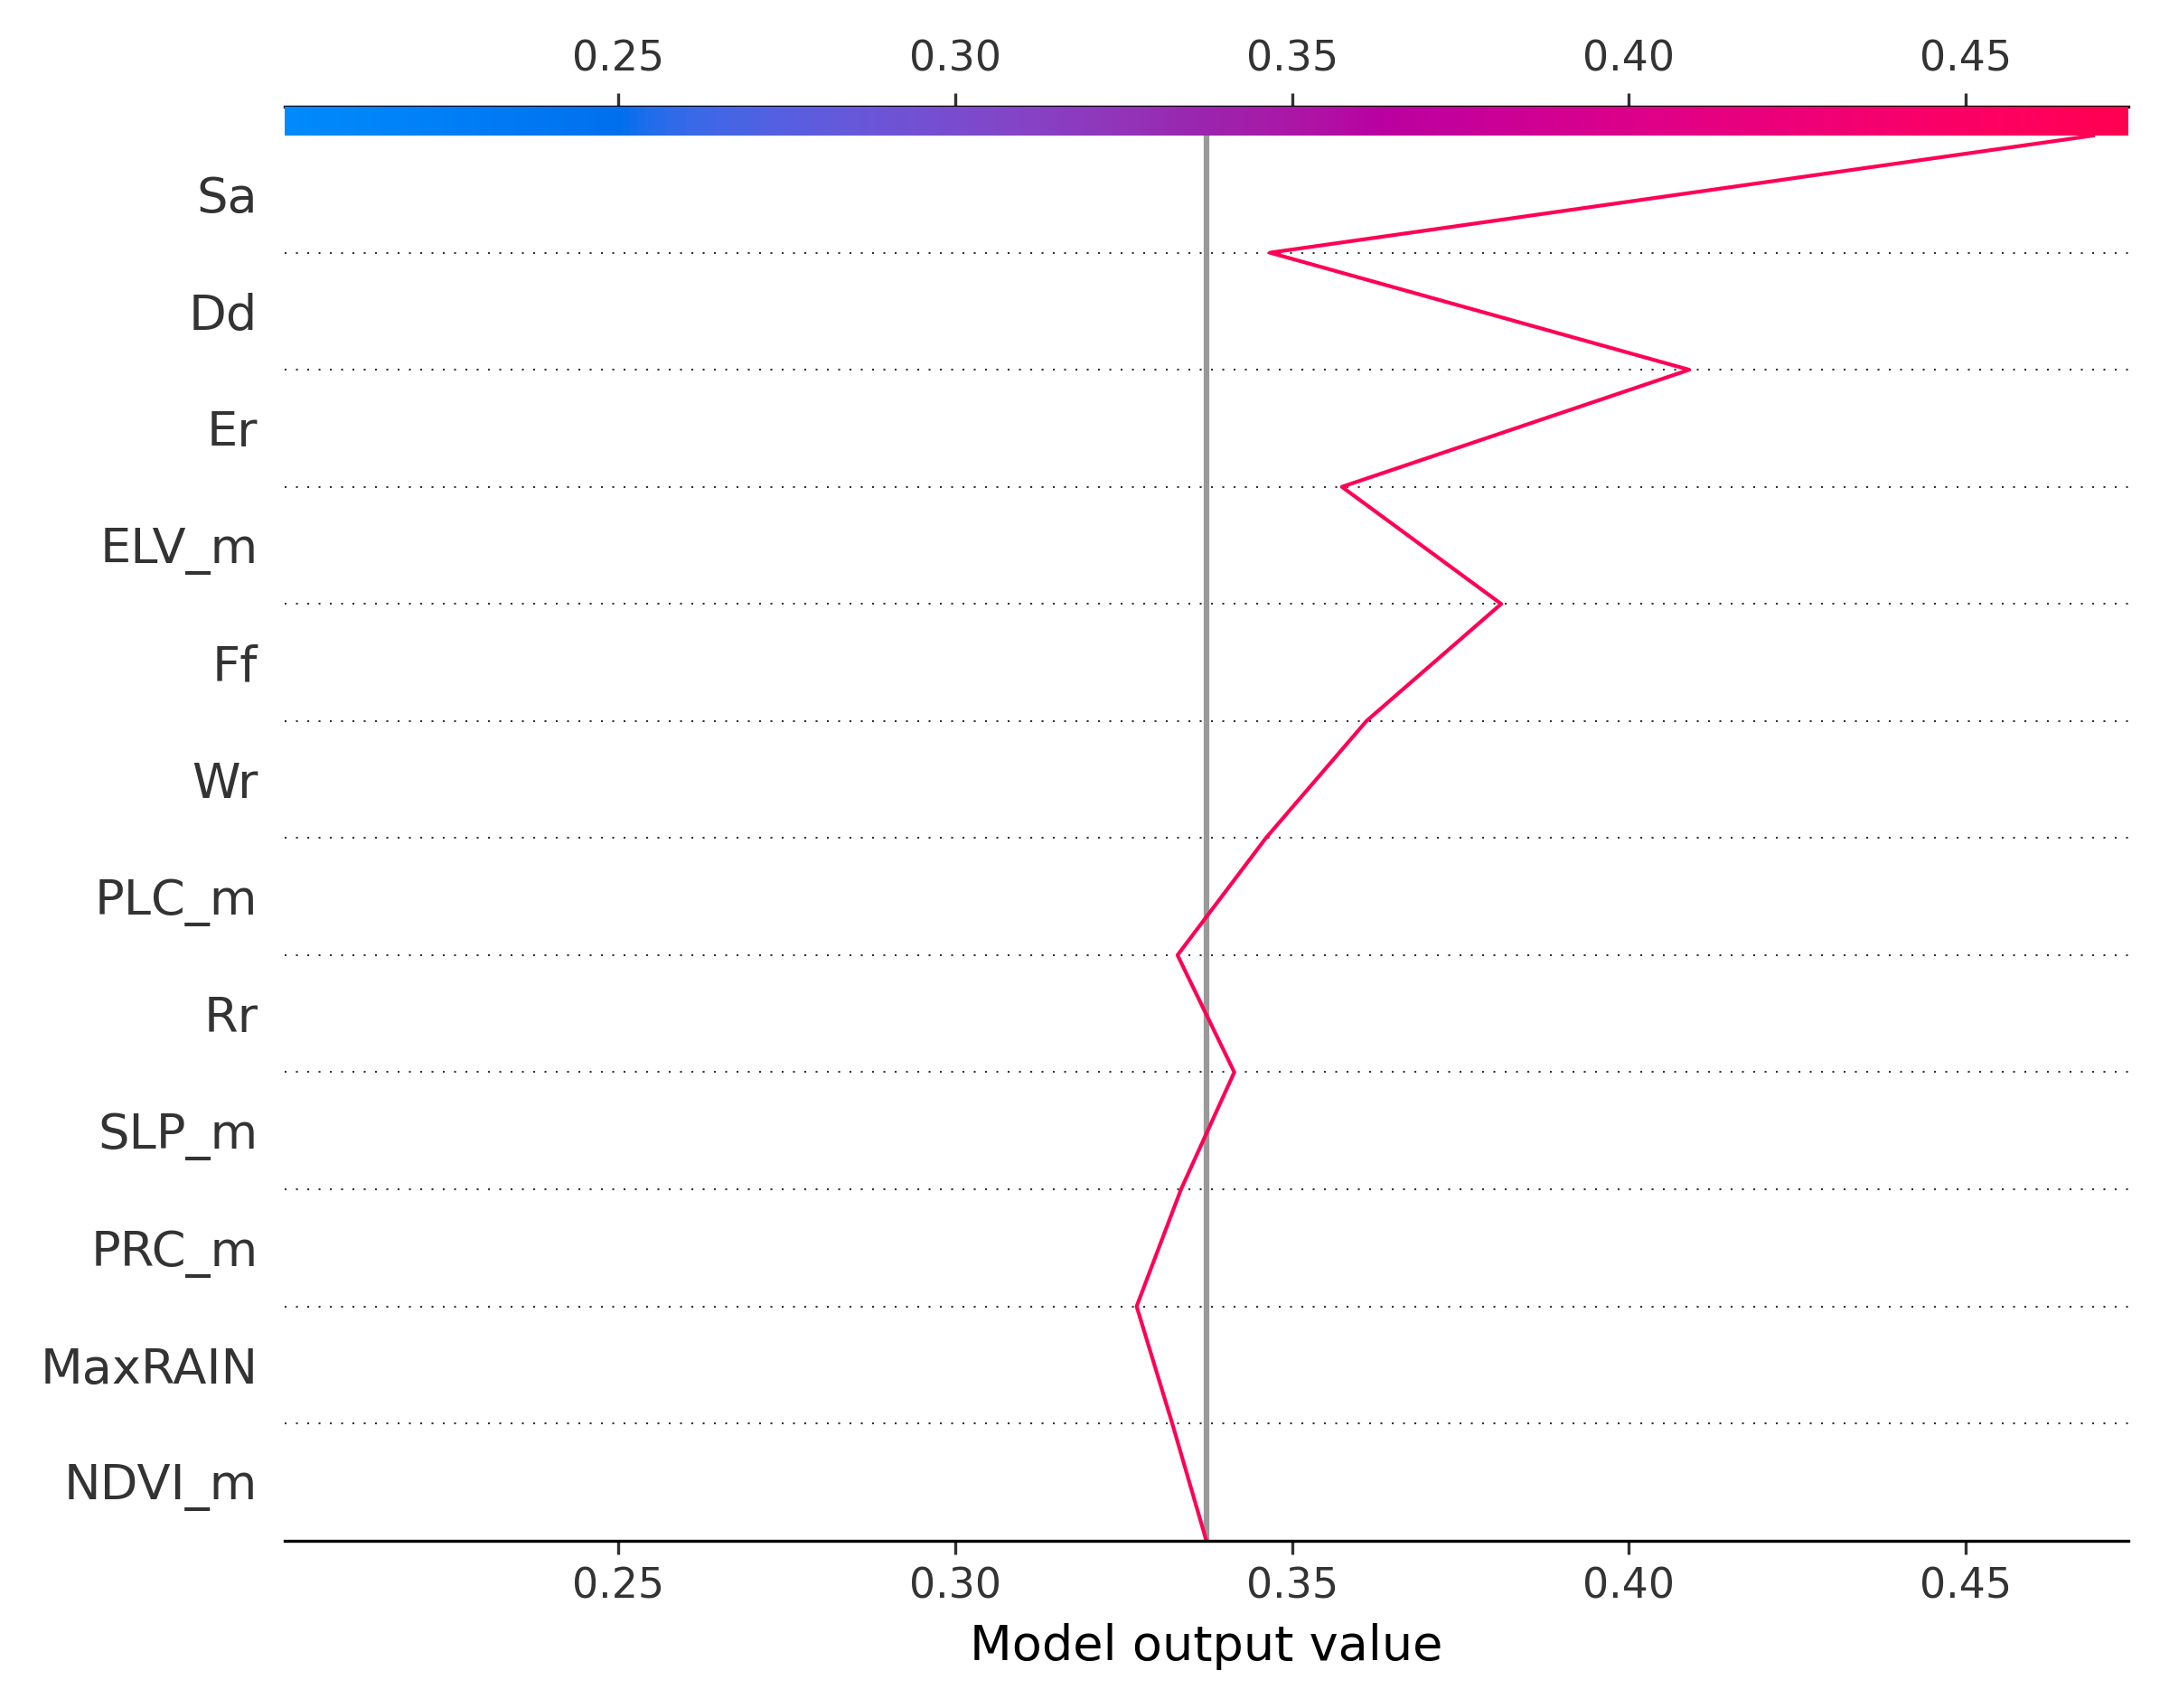 0.25 0.30 0.35 0.40 0.45
Sa
Dd
Er
ELV_m
Ff
Wr
PLC_m
Rr
SLP_m
PRC_m
MaxRAIN
NDVI_m
0.25 0.30 0.35 0.40 0.45
Model output value